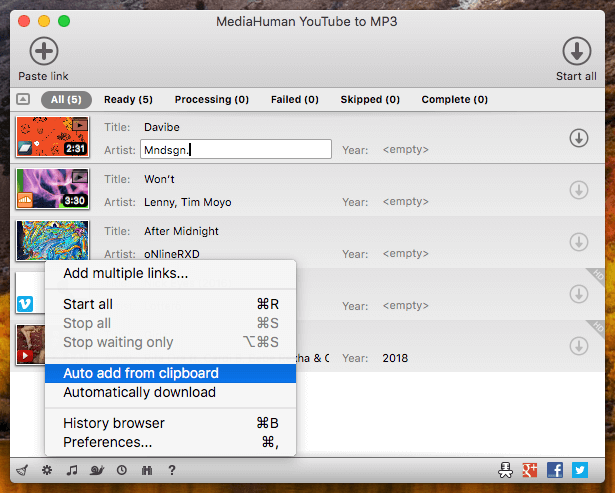 MediaHuman YouTube to MP3
Paste link
Start all
All (5) Ready (5) Processing (0) Failed (0) Skipped (0) Complete (0)
2:31
Title: Davibe
Artist: Mndsgn. Year: <empty>
3:30
Title: Won't
Artist: Lenny, Tim Moyo Year: <empty>
Title: After Midnight
Artist: oNlineRXD Year: <empty>
HD
Year: <empty>
HD
tha & C Year: 2018
Add multiple links...
Start all ⌘R
Stop all ⌘S
Stop waiting only ⌥⌘S
Auto add from clipboard
Automatically download
History browser ⌘B
Preferences... ⌘,
?